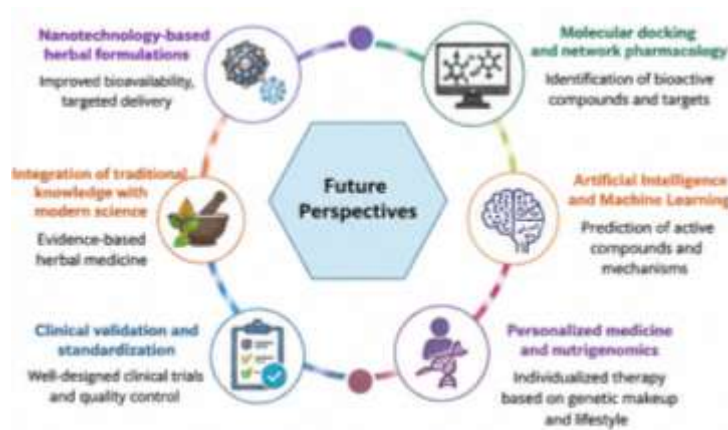 Nanotechnology-based
herbal formulations
Improved bioavailability,
targeted delivery
Molecular docking
and network pharmacology
Identification of bioactive
compounds and targets
Integration of traditional
knowledge with
modern science
Evidence-based
herbal medicine
Future
Perspectives
Artificial Intelligence
and Machine Learning
Prediction of active
compounds and
mechanisms
Clinical validation and
standardization
Well-designed clinical trials
and quality control
Personalized medicine
and nutrigenomics
Individualized therapy
based on genetic makeup
and lifestyle